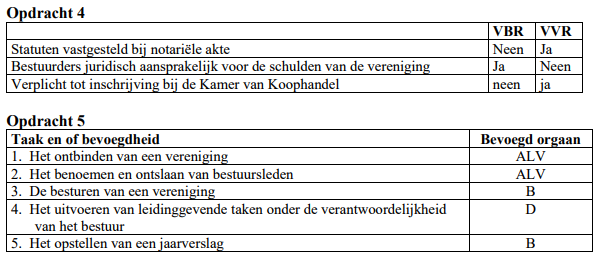 Opdracht 4
VBR VVR
Statuten vastgesteld bij notariële akte Neen Ja
Bestuurders juridisch aansprakelijk voor de schulden van de vereniging Ja Neen
Verplicht tot inschrijving bij de Kamer van Koophandel neen ja
Opdracht 5
Taak en of bevoegdheid Bevoegd orgaan
1. Het ontbinden van een vereniging ALV
2. Het benoemen en ontslaan van bestuursleden ALV
3. De besturen van een vereniging B
4. Het uitvoeren van leidinggevende taken onder de verantwoordelijkheid D
van het bestuur
5. Het opstellen van een jaarverslag B